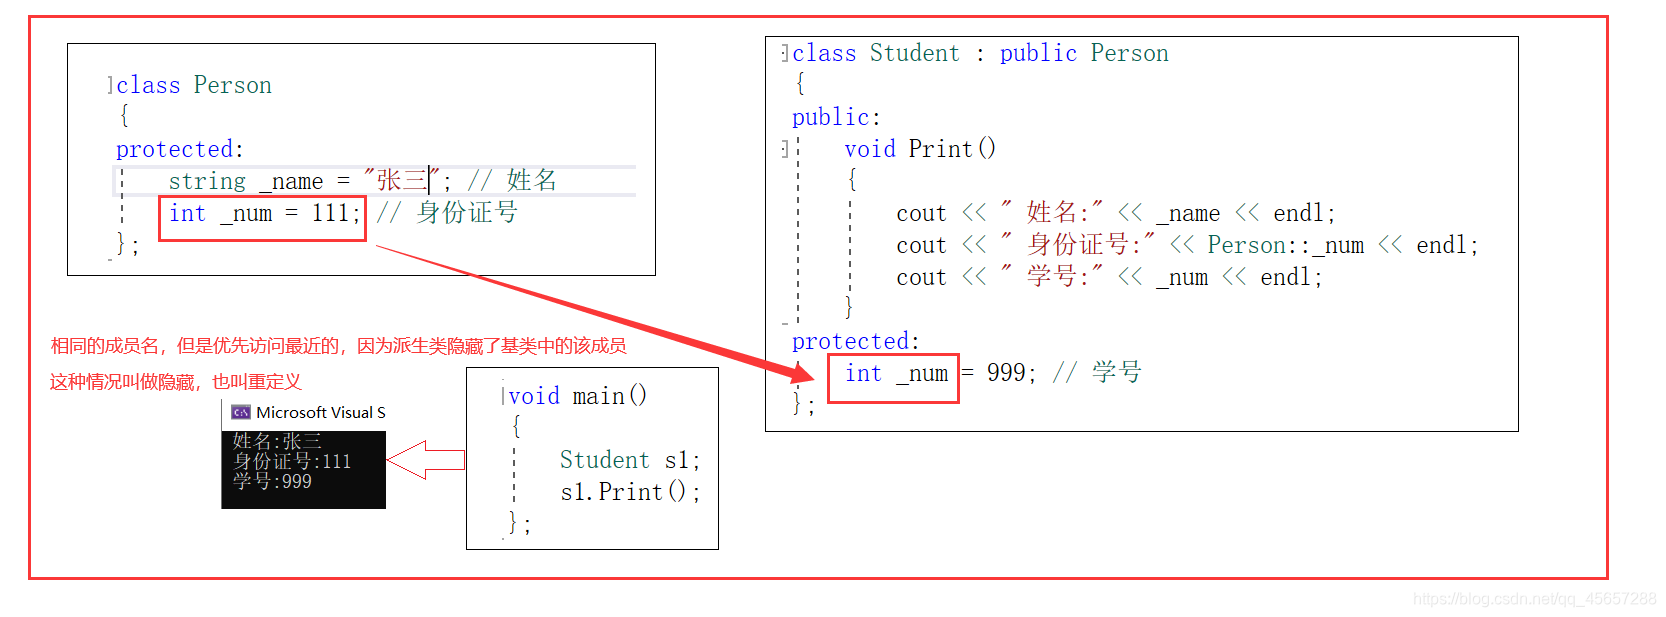 class Person
{
protected:
string _name = "张三"; // 姓名
int _num = 111; // 身份证号
};
class Student : public Person
{
public:
void Print()
{
cout << " 姓名:" << _name << endl;
cout << " 身份证号:" << Person::_num << endl;
cout << " 学号:" << _num << endl;
}
protected:
int _num = 999; // 学号
};
相同的成员名，但是优先访问最近的，因为派生类隐藏了基类中的该成员
这种情况叫做隐藏，也叫重定义
Microsoft Visual S
姓名:张三
身份证号:111
学号:999
void main()
{
Student s1;
s1.Print();
};
https://blog.csdn.net/qq_45657288